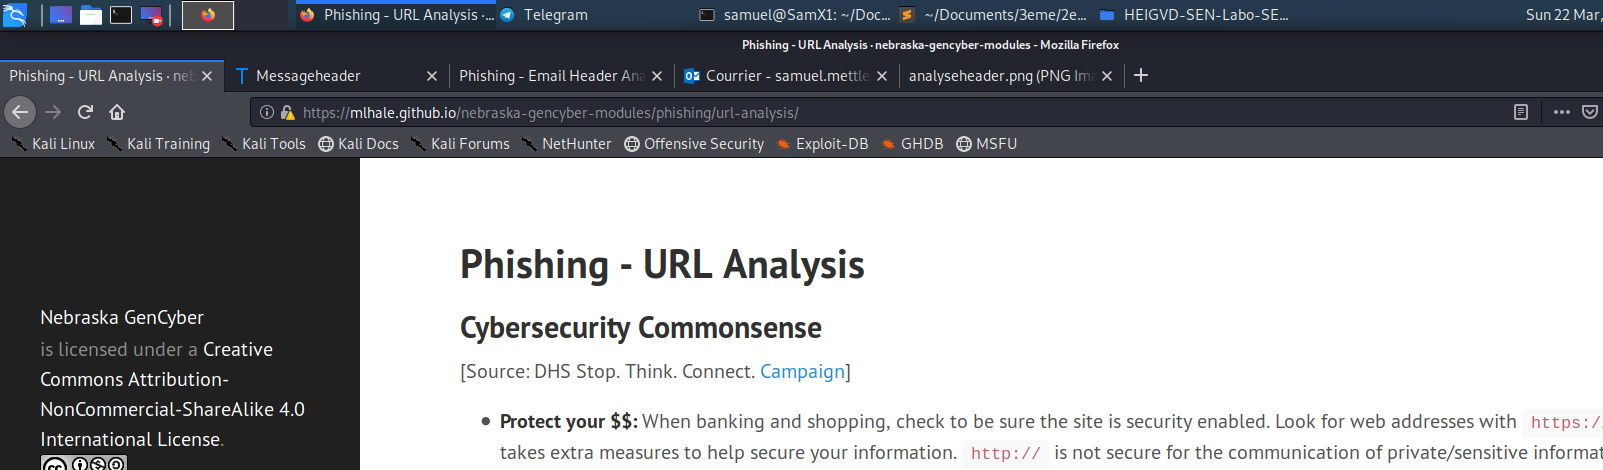 Phishing - URL Analysis ·...
Telegram
samuel@SamX1: ~/Doc...
~/Documents/3eme/2e...
HEIGVD-SEN-Labo-SE...
Sun 22 Mar,
Phishing - URL Analysis · nebraska-gencyber-modules - Mozilla Firefox
Phishing - URL Analysis · neb
Messageheader
Phishing - Email Header Ana
Courrier - samuel.mettle
analyseheader.png (PNG Ima
https://mlhale.github.io/nebraska-gencyber-modules/phishing/url-analysis/
Kali Linux
Kali Training
Kali Tools
Kali Docs
Kali Forums
NetHunter
Offensive Security
Exploit-DB
GHDB
MSFU
Phishing - URL Analysis
Cybersecurity Commonsense
[Source: DHS Stop. Think. Connect. Campaign]
• Protect your $$: When banking and shopping, check to be sure the site is security enabled. Look for web addresses with https:/
takes extra measures to help secure your information. http:// is not secure for the communication of private/sensitive informat
Nebraska GenCyber
is licensed under a Creative
Commons Attribution-
NonCommercial-ShareAlike 4.0
International License.